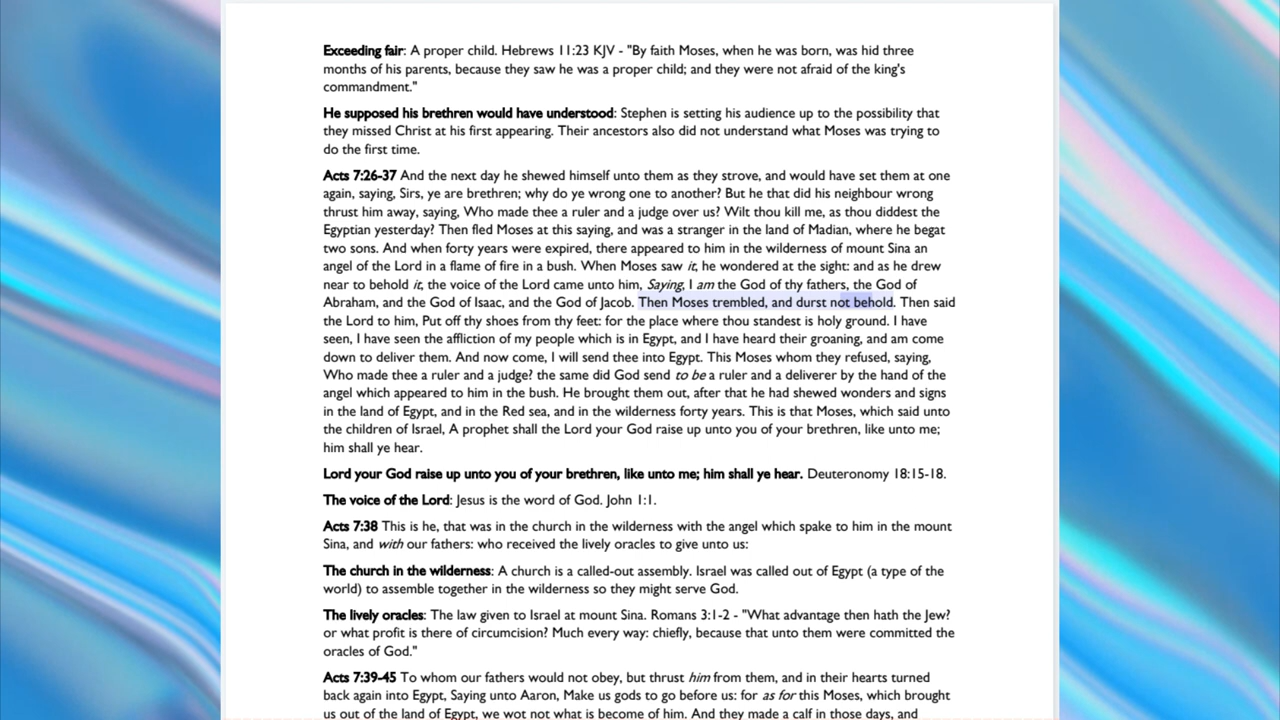 Exceeding fair: A proper child. Hebrews 11:23 KJV - "By faith Moses, when he was born, was hid three
months of his parents, because they saw he was a proper child; and they were not afraid of the king's
commandment."
He supposed his brethren would have understood: Stephen is setting his audience up to the possibility that
they missed Christ at his first appearing. Their ancestors also did not understand what Moses was trying to
do the first time.
Acts 7:26-37 And the next day he shewed himself unto them as they strove, and would have set them at one
again, saying, Sirs, ye are brethren; why do ye wrong one to another? But he that did his neighbour wrong
thrust him away, saying, Who made thee a ruler and a judge over us? Wilt thou kill me, as thou diddest the
Egyptian yesterday? Then fled Moses at this saying, and was a stranger in the land of Madian, where he begat
two sons. And when forty years were expired, there appeared to him in the wilderness of mount Sina an
angel of the Lord in a flame of fire in a bush. When Moses saw it, he wondered at the sight: and as he drew
near to behold it, the voice of the Lord came unto him, Saying, I am the God of thy fathers, the God of
Abraham, and the God of Isaac, and the God of Jacob. Then Moses trembled, and durst not behold. Then said
the Lord to him, Put off thy shoes from thy feet: for the place where thou standest is holy ground. I have
seen, I have seen the affliction of my people which is in Egypt, and I have heard their groaning, and am come
down to deliver them. And now come, I will send thee into Egypt. This Moses whom they refused, saying,
Who made thee a ruler and a judge? the same did God send to be a ruler and a deliverer by the hand of the
angel which appeared to him in the bush. He brought them out, after that he had shewed wonders and signs
in the land of Egypt, and in the Red sea, and in the wilderness forty years. This is that Moses, which said unto
the children of Israel, A prophet shall the Lord your God raise up unto you of your brethren, like unto me;
him shall ye hear.
Lord your God raise up unto you of your brethren, like unto me; him shall ye hear. Deuteronomy 18:15-18.
The voice of the Lord: Jesus is the word of God. John 1:1.
Acts 7:38 This is he, that was in the church in the wilderness with the angel which spake to him in the mount
Sina, and with our fathers: who received the lively oracles to give unto us:
The church in the wilderness: A church is a called-out assembly. Israel was called out of Egypt (a type of the
world) to assemble together in the wilderness so they might serve God.
The lively oracles: The law given to Israel at mount Sina. Romans 3:1-2 - "What advantage then hath the Jew?
or what profit is there of circumcision? Much every way: chiefly, because that unto them were committed the
oracles of God."
Acts 7:39-45 To whom our fathers would not obey, but thrust him from them, and in their hearts turned
back again into Egypt, Saying unto Aaron, Make us gods to go before us: for as for this Moses, which brought
us out of the land of Egypt, we wot not what is become of him. And they made a calf in those days, and